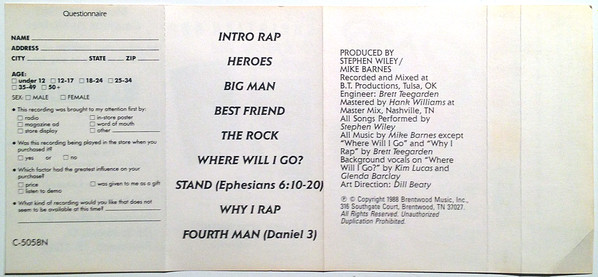 Questionnaire
NAME
ADDRESS
CITY STATE ZIP
AGE:
□ under 12 □ 12-17 □ 18-24 □ 25-34
□ 35-49 □ 50+
SEX- □ MALE □ FEMALE
• This recording was brought to my attention first by:
□ radio □ in-store poster
□ magazine ad □ word of mouth
□ store display □ other
• Was this recording being played in the store when you purchased it?
□ yes or □ no
• Which factor had the greatest influence on your purchase?
□ price □ was given to me as a gift
□ listen to demo
• What kind of recording would you like that does not seem to be available at this time?
C-5058N
INTRO RAP
HEROES
BIG MAN
BEST FRIEND
THE ROCK
WHERE WILL I GO?
STAND (Ephesians 6:10-20)
WHY I RAP
FOURTH MAN (Daniel 3)
PRODUCED BY
STEPHEN WILEY/
MIKE BARNES
Recorded and Mixed at
B.T. Productions, Tulsa, OK
Engineer: Brett Teegarden
Mastered by Hank Williams at
Master Mix, Nashville, TN
All Songs Performed by
Stephen Wiley
All Music by Mike Barnes except
"Where Will I Go" and "Why I
Rap" by Brett Teegarden
Background vocals on "Where
Will I Go?" by Kim Lucas and
Glenda Barclay
Art Direction: Dill Beaty
℗ © Copyright 1988 Brentwood Music, Inc.,
316 Southgate Court, Brentwood, TN 37027.
All Rights Reserved. Unauthorized
Duplication Prohibited.